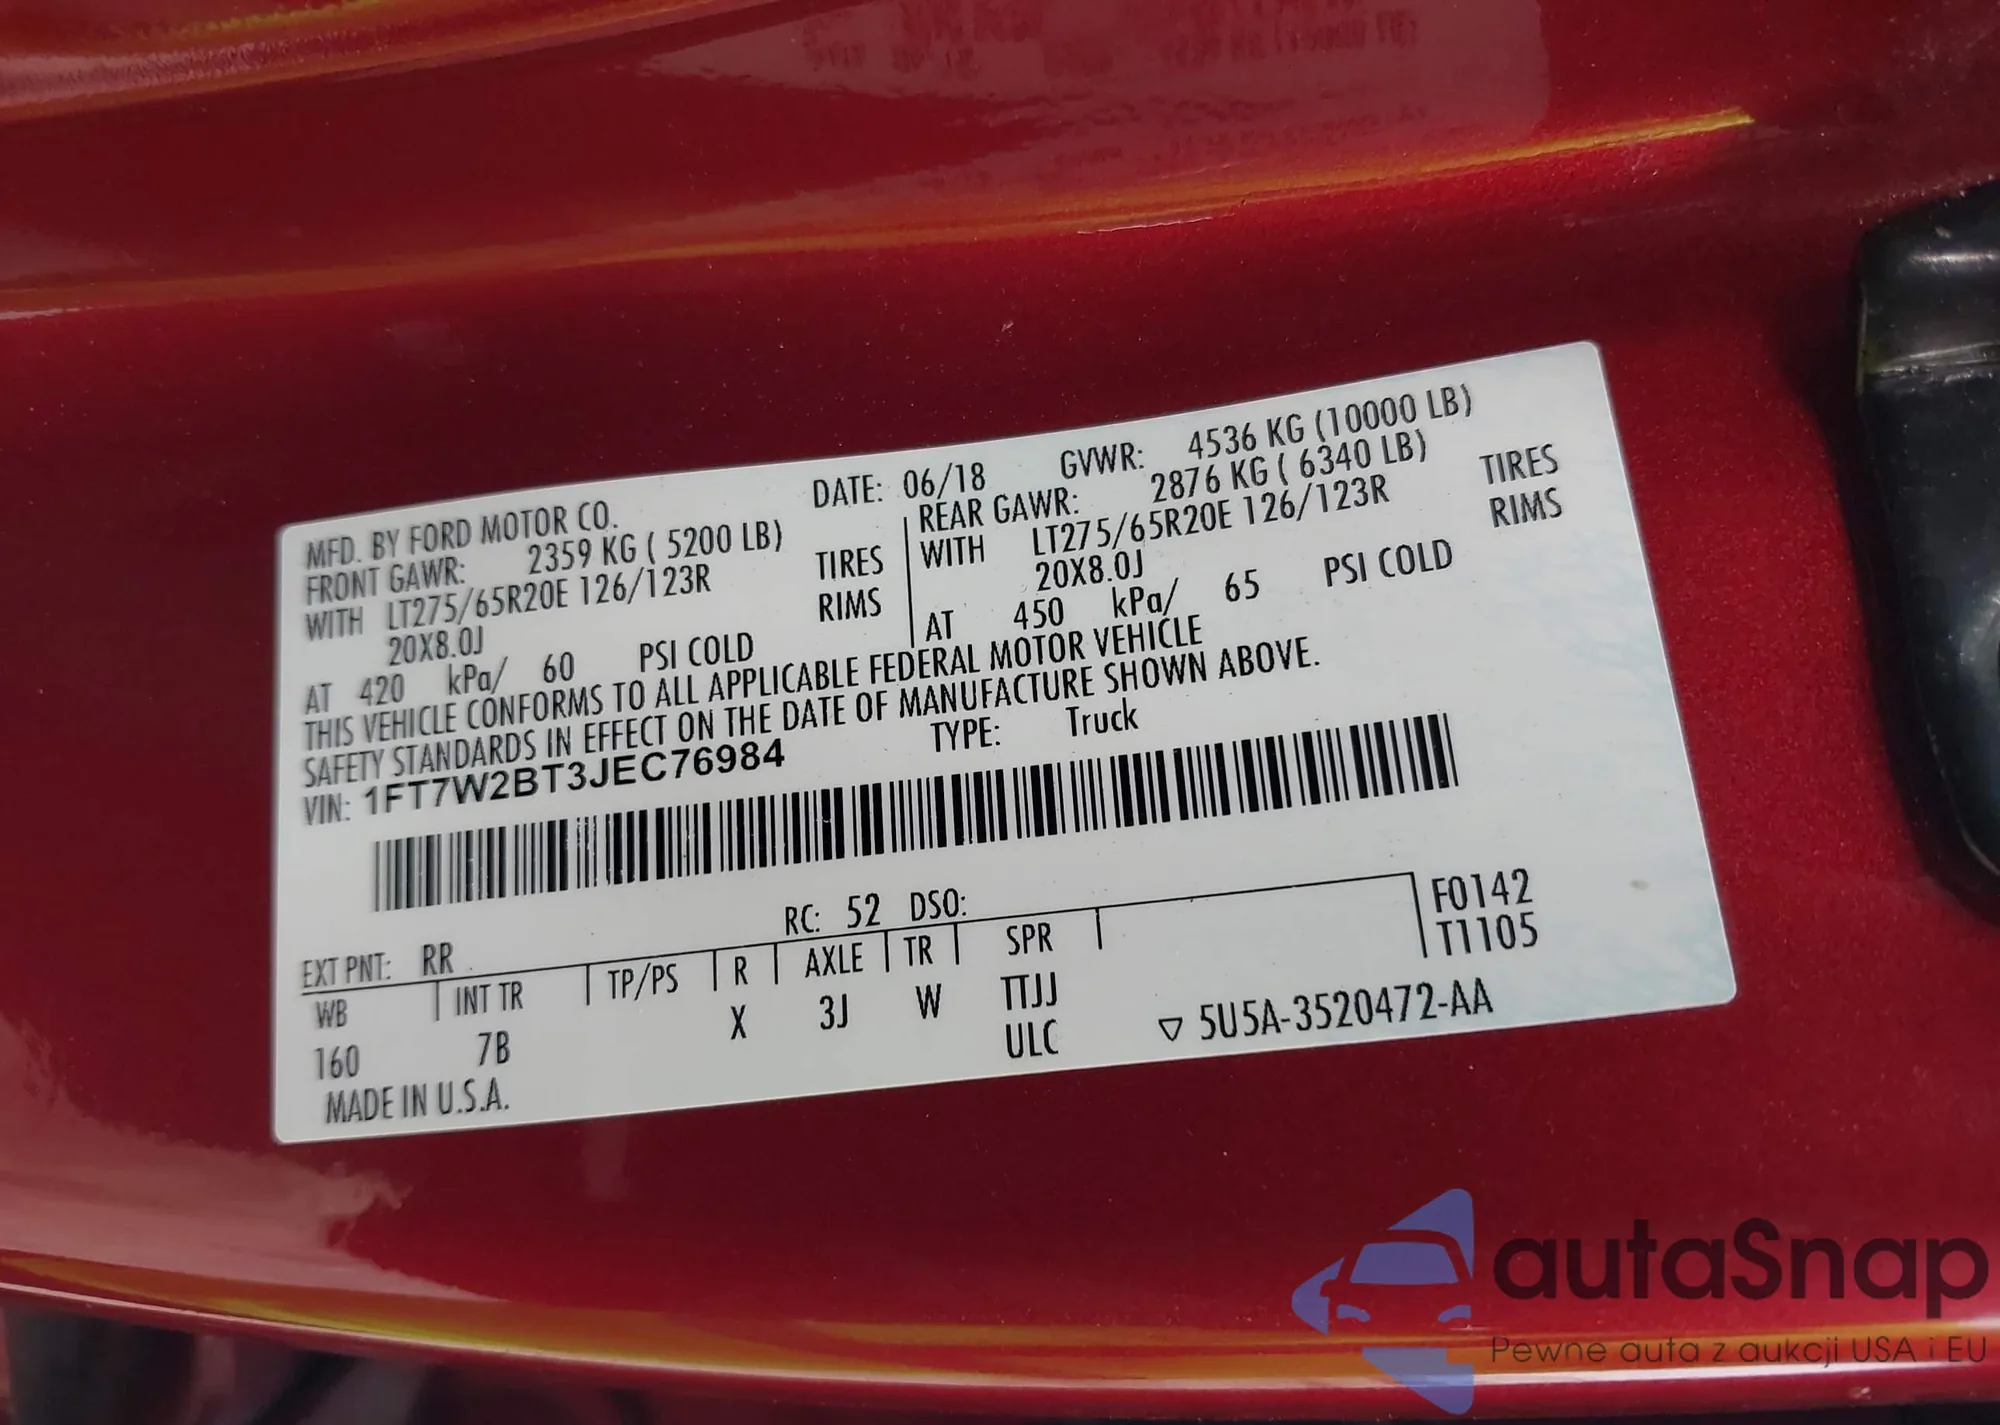 MFD. BY FORD MOTOR CO. DATE: 06/18 GVWR: 4536 KG (10000 LB)
FRONT GAWR: 2359 KG ( 5200 LB) REAR GAWR: 2876 KG ( 6340 LB)
WITH LT275/65R20E 126/123R TIRES WITH LT275/65R20E 126/123R TIRES
20X8.0J RIMS 20X8.0J RIMS
AT 420 kPa/ 60 PSI COLD AT 450 kPa/ 65 PSI COLD
THIS VEHICLE CONFORMS TO ALL APPLICABLE FEDERAL MOTOR VEHICLE
SAFETY STANDARDS IN EFFECT ON THE DATE OF MANUFACTURE SHOWN ABOVE.
VIN: 1FT7W2BT3JEC76984 TYPE: Truck
RC: 52 DSO:
EXT PNT: RR F0142
WB INT TR TP/PS R AXLE TR SPR T1105
160 7B X 3J W TTJJ
ULC ▽ 5U5A-3520472-AA
MADE IN U.S.A.
autaSnap
Pewne auta z aukcji USA i EU